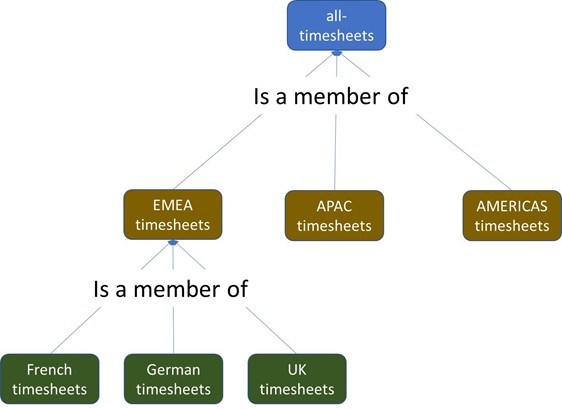 all-
timesheets
Is a member of
EMEA
timesheets
APAC
timesheets
AMERICAS
timesheets
Is a member of
French
timesheets
German
timesheets
UK
timesheets